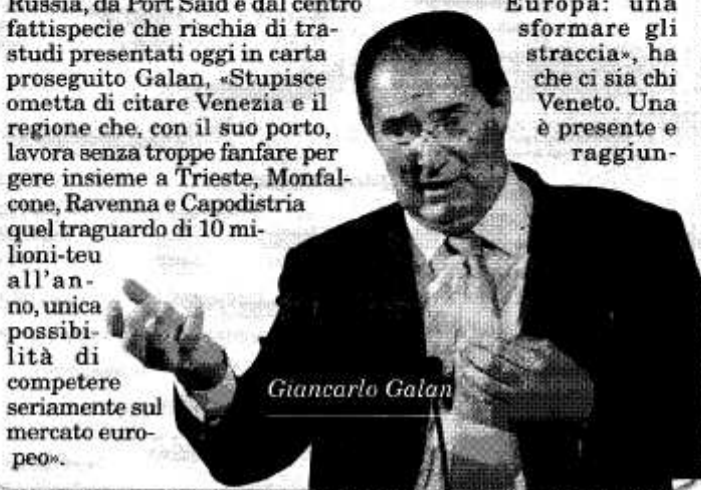 Russia, da Port Said e dal centro Europa: una
fattispecie che rischia di tra- sformare gli
studi presentati oggi in carta straccia», ha
proseguito Galan, «Stupisce che ci sia chi
ometta di citare Venezia e il Veneto. Una
regione che, con il suo porto, è presente e
lavora senza troppe fanfare per raggiun-
gere insieme a Trieste, Monfal-
cone, Ravenna e Capodistria
quel traguardo di 10 mi-
lioni-teu
all'an-
no, unica
possibi-
lità di
competere
seriamente sul
mercato euro-
peo».
Giancarlo Galan